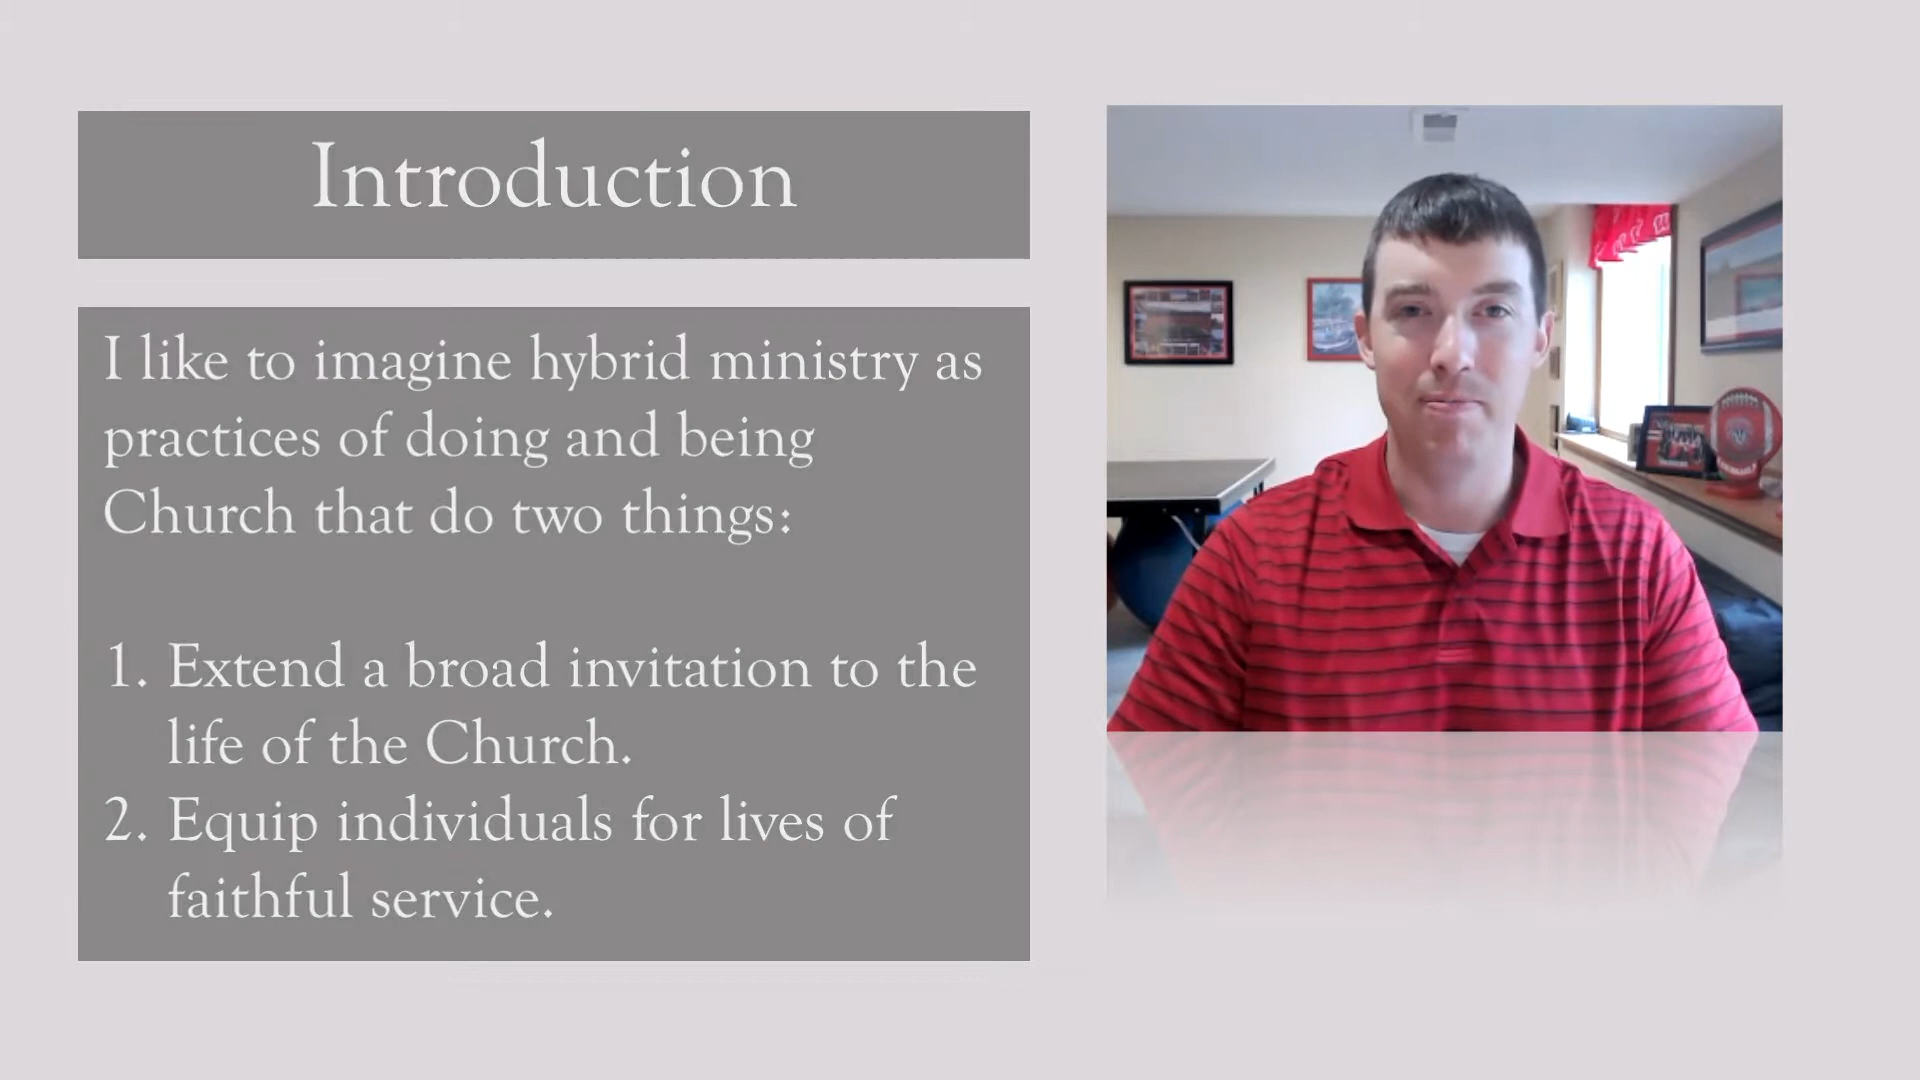 Introduction
I like to imagine hybrid ministry as
practices of doing and being
Church that do two things:
1. Extend a broad invitation to the
life of the Church.
2. Equip individuals for lives of
faithful service.